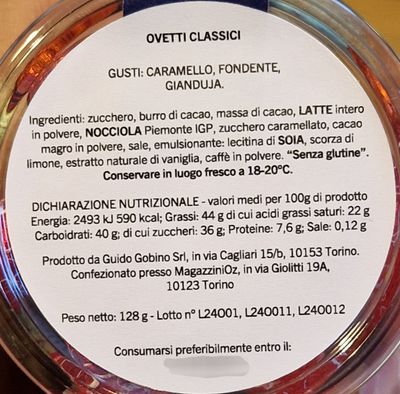 OVETTI CLASSICI
GUSTI: CARAMELLO, FONDENTE,
GIANDUJA.
Ingredienti: zucchero, burro di cacao, massa di cacao, LATTE intero
in polvere, NOCCIOLA Piemonte IGP, zucchero caramellato, cacao
magro in polvere, sale, emulsionante: lecitina di SOIA, scorza di
limone, estratto naturale di vaniglia, caffè in polvere. “Senza glutine”.
Conservare in luogo fresco a 18-20°C.
DICHIARAZIONE NUTRIZIONALE - valori medi per 100g di prodotto
Energia: 2493 kJ 590 kcal; Grassi: 44 g di cui acidi grassi saturi: 22 g
Carboidrati: 40 g; di cui zuccheri: 36 g; Proteine: 7,6 g; Sale: 0,12 g
Prodotto da Guido Gobino Srl, in via Cagliari 15/b, 10153 Torino.
Confezionato presso MagazziniOz, in via Giolitti 19A,
10123 Torino
Peso netto: 128 g - Lotto n° L24001, L240011, L240012
Consumarsi preferibilmente entro il: